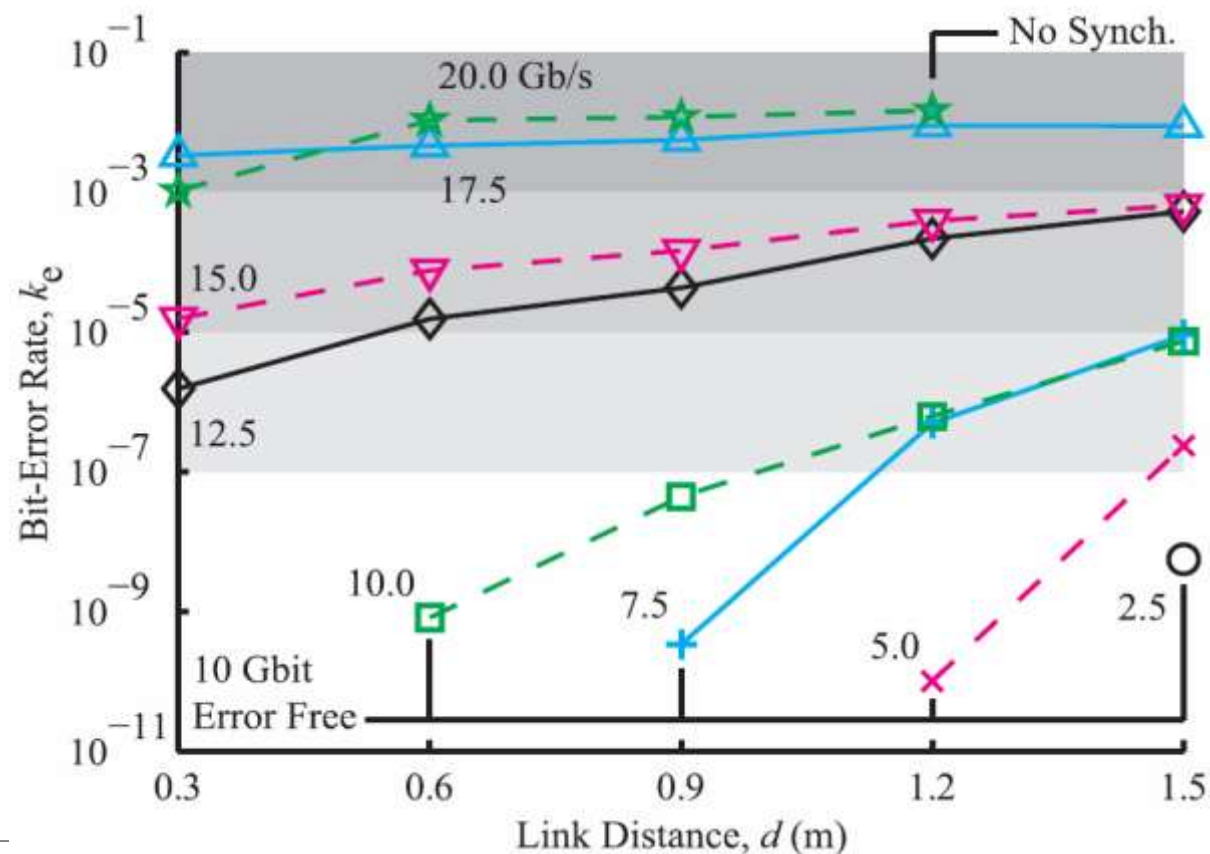 10⁻¹
No Synch.
20.0 Gb/s
10⁻³
17.5
15.0
10⁻⁵
12.5
10⁻⁷
10.0
10⁻⁹
7.5
2.5
5.0
10 Gbit
Error Free
10⁻¹¹
Bit-Error Rate, kₑ
0.3 0.6 0.9 1.2 1.5
Link Distance, d (m)